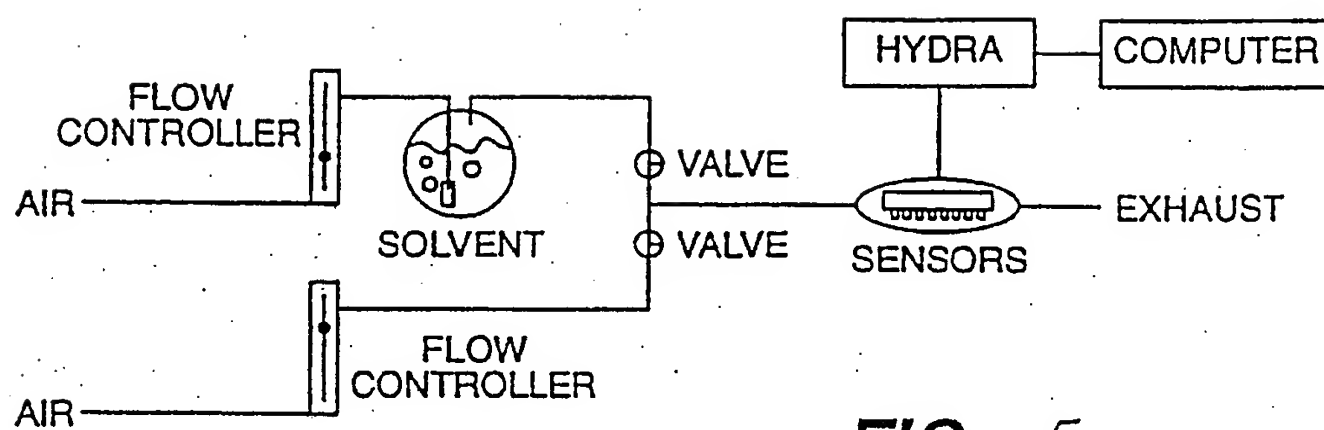 HYDRA
COMPUTER
FLOW
CONTROLLER
VALVE
AIR
EXHAUST
SOLVENT
VALVE
SENSORS
FLOW
CONTROLLER
AIR